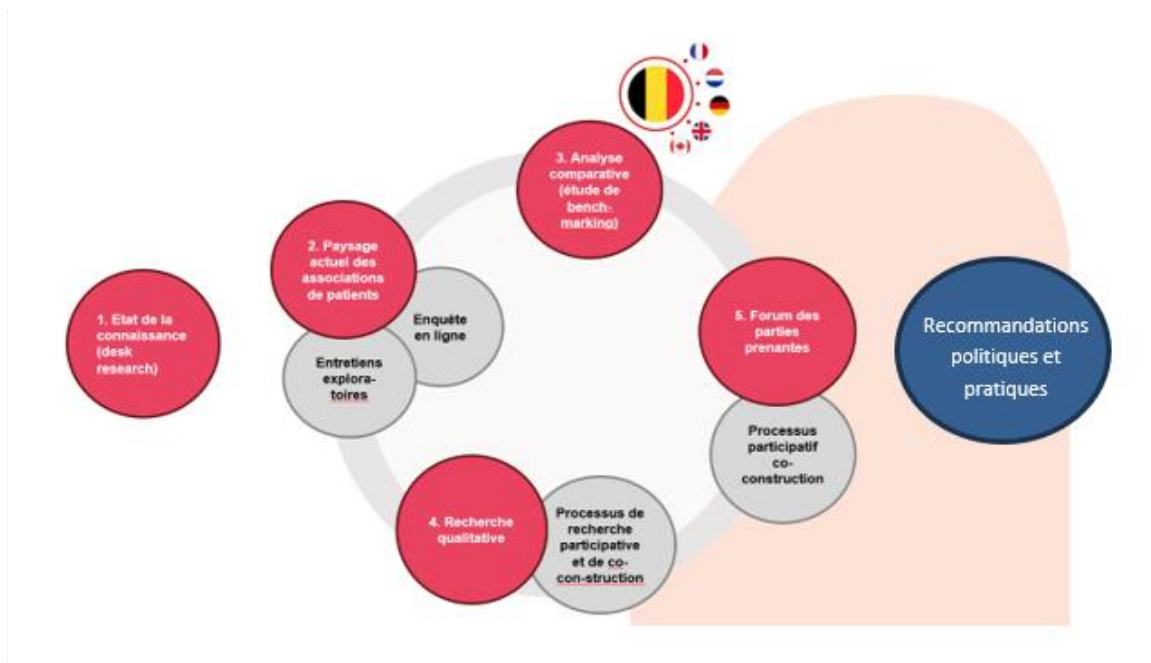 1. Etat de la
connaissance
(desk
research)
2. Paysage
actuel des
associations
de patients
Enquête
en ligne
Entretiens
explora-
toires
3. Analyse
comparative
(étude de
bench-
marking)
4. Recherche
qualitative
Processus de
recherche
participative
et de co-
con-struction
5. Forum des
parties
prenantes
Processus
participatif
co-
construction
Recommandations
politiques et
pratiques